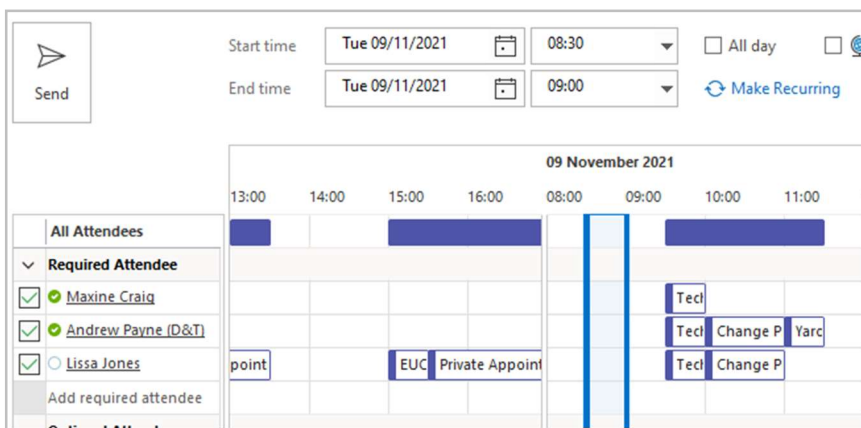 Send
Start time Tue 09/11/2021 08:30 All day
End time Tue 09/11/2021 09:00 Make Recurring
09 November 2021
13:00 14:00 15:00 16:00 08:00 09:00 10:00 11:00
All Attendees
Required Attendee
Maxine Craig Tech
Andrew Payne (D&T) Tech Change P Yarc
Lissa Jones point EUC Private Appoint Tech Change P
Add required attendee